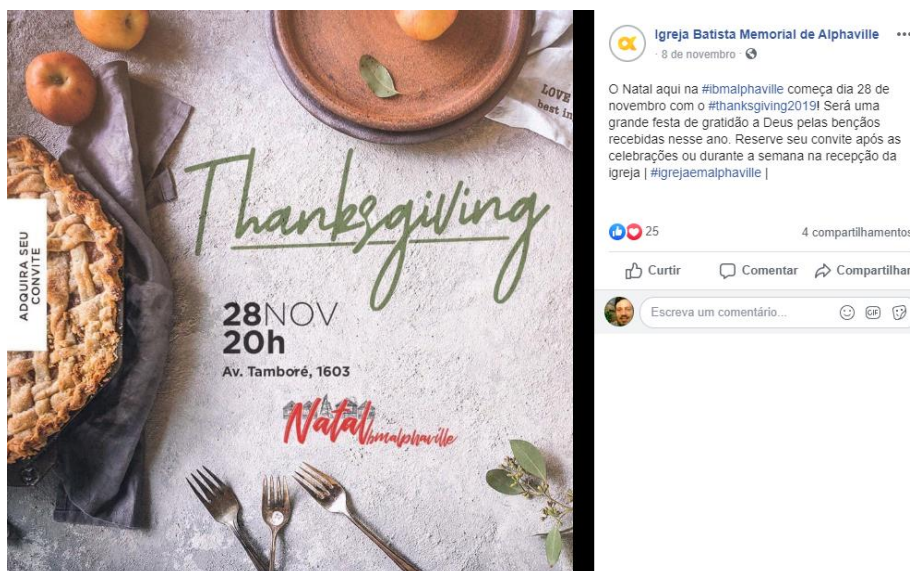 LOVE
best in
Thanksgiving
ADQUIRA SEU
CONVITE
28NOV
20h
Av. Tamboré, 1603
Natal
ibmalphaville
Igreja Batista Memorial de Alphaville
8 de novembro ·
O Natal aqui na #ibmalphaville começa dia 28 de
novembro com o #thanksgiving2019! Será uma
grande festa de gratidão a Deus pelas bençãos
recebidas nesse ano. Reserve seu convite após as
celebrações ou durante a semana na recepção da
igreja | #igrejaemalphaville |
25
4 compartilhamentos
Curtir Comentar Compartilhar
Escreva um comentário...
GIF